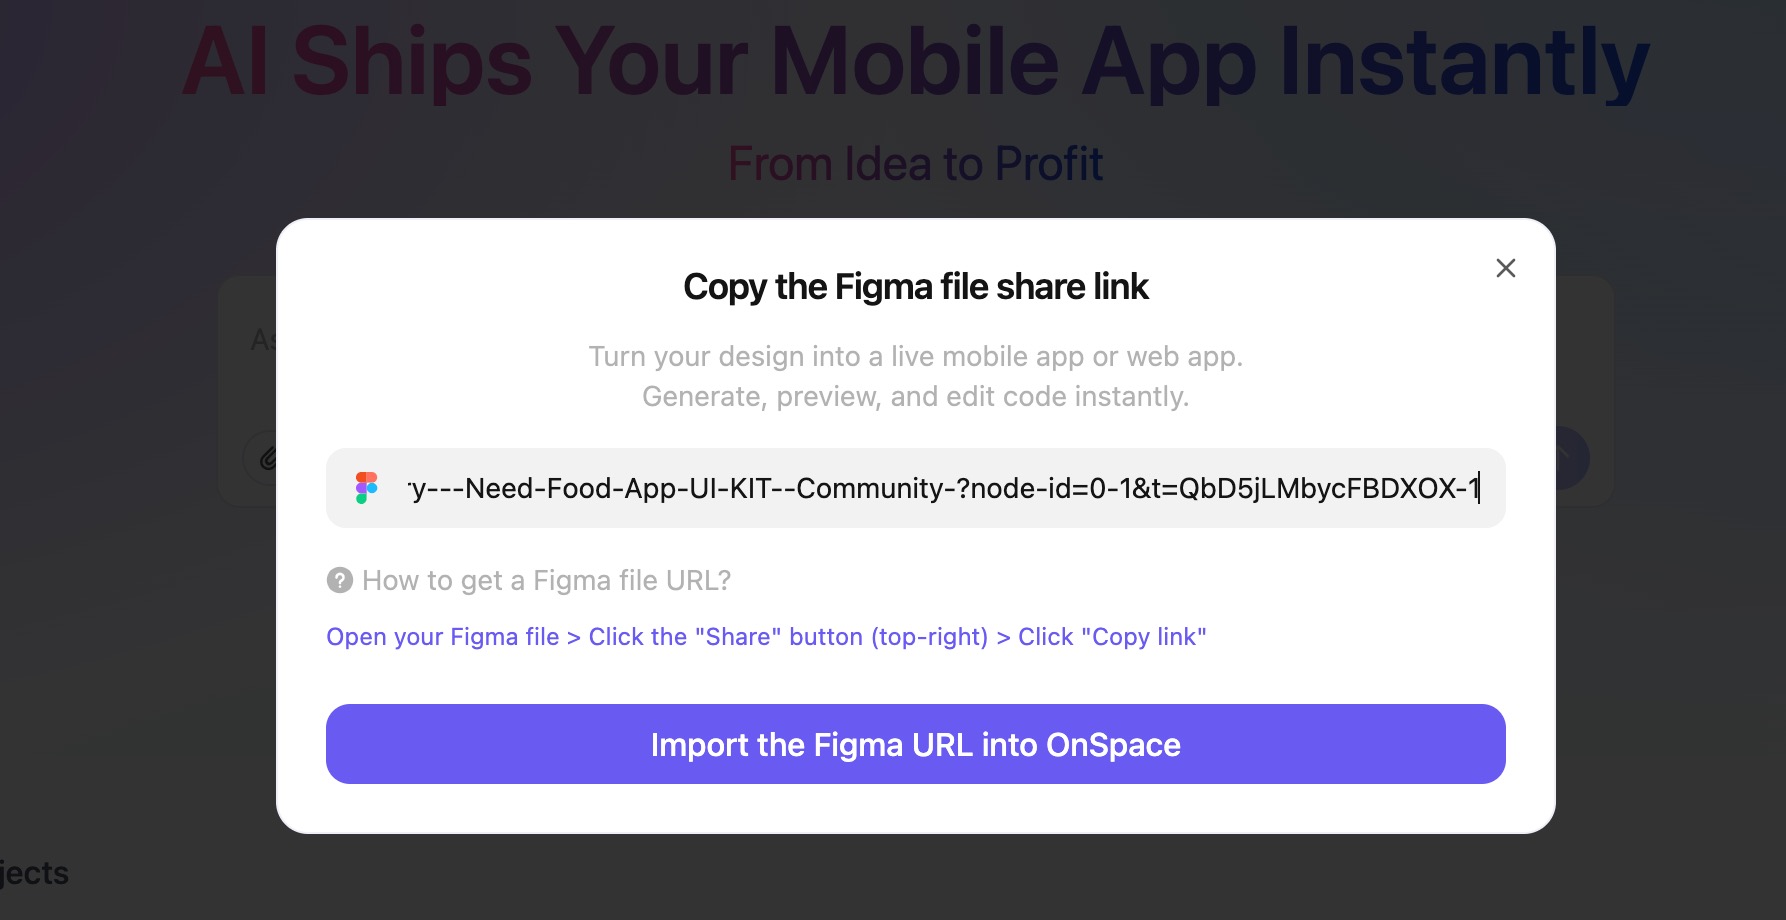 AI Ships Your Mobile App Instantly
From Idea to Profit
Copy the Figma file share link
Turn your design into a live mobile app or web app.
Generate, preview, and edit code instantly.
y---Need-Food-App-UI-KIT--Community-?node-id=0-1&t=QbD5jLMbycFBDXOX-1
? How to get a Figma file URL?
Open your Figma file > Click the "Share" button (top-right) > Click "Copy link"
Import the Figma URL into OnSpace
jects